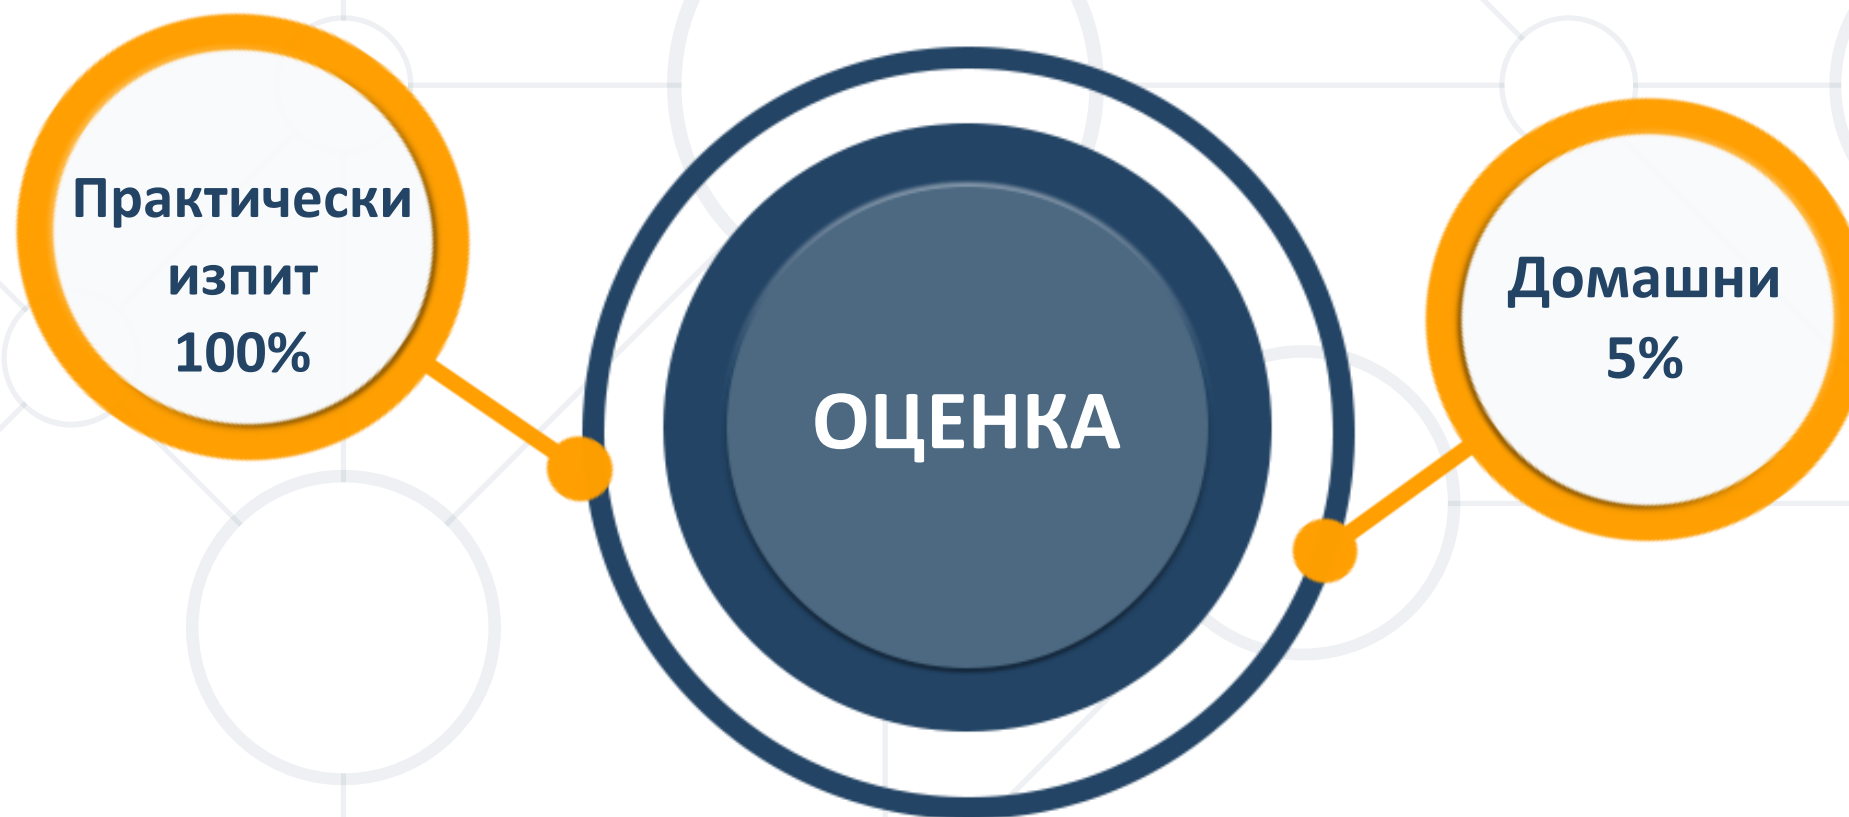 Практически
изпит
100%
ОЦЕНКА
Домашни
5%